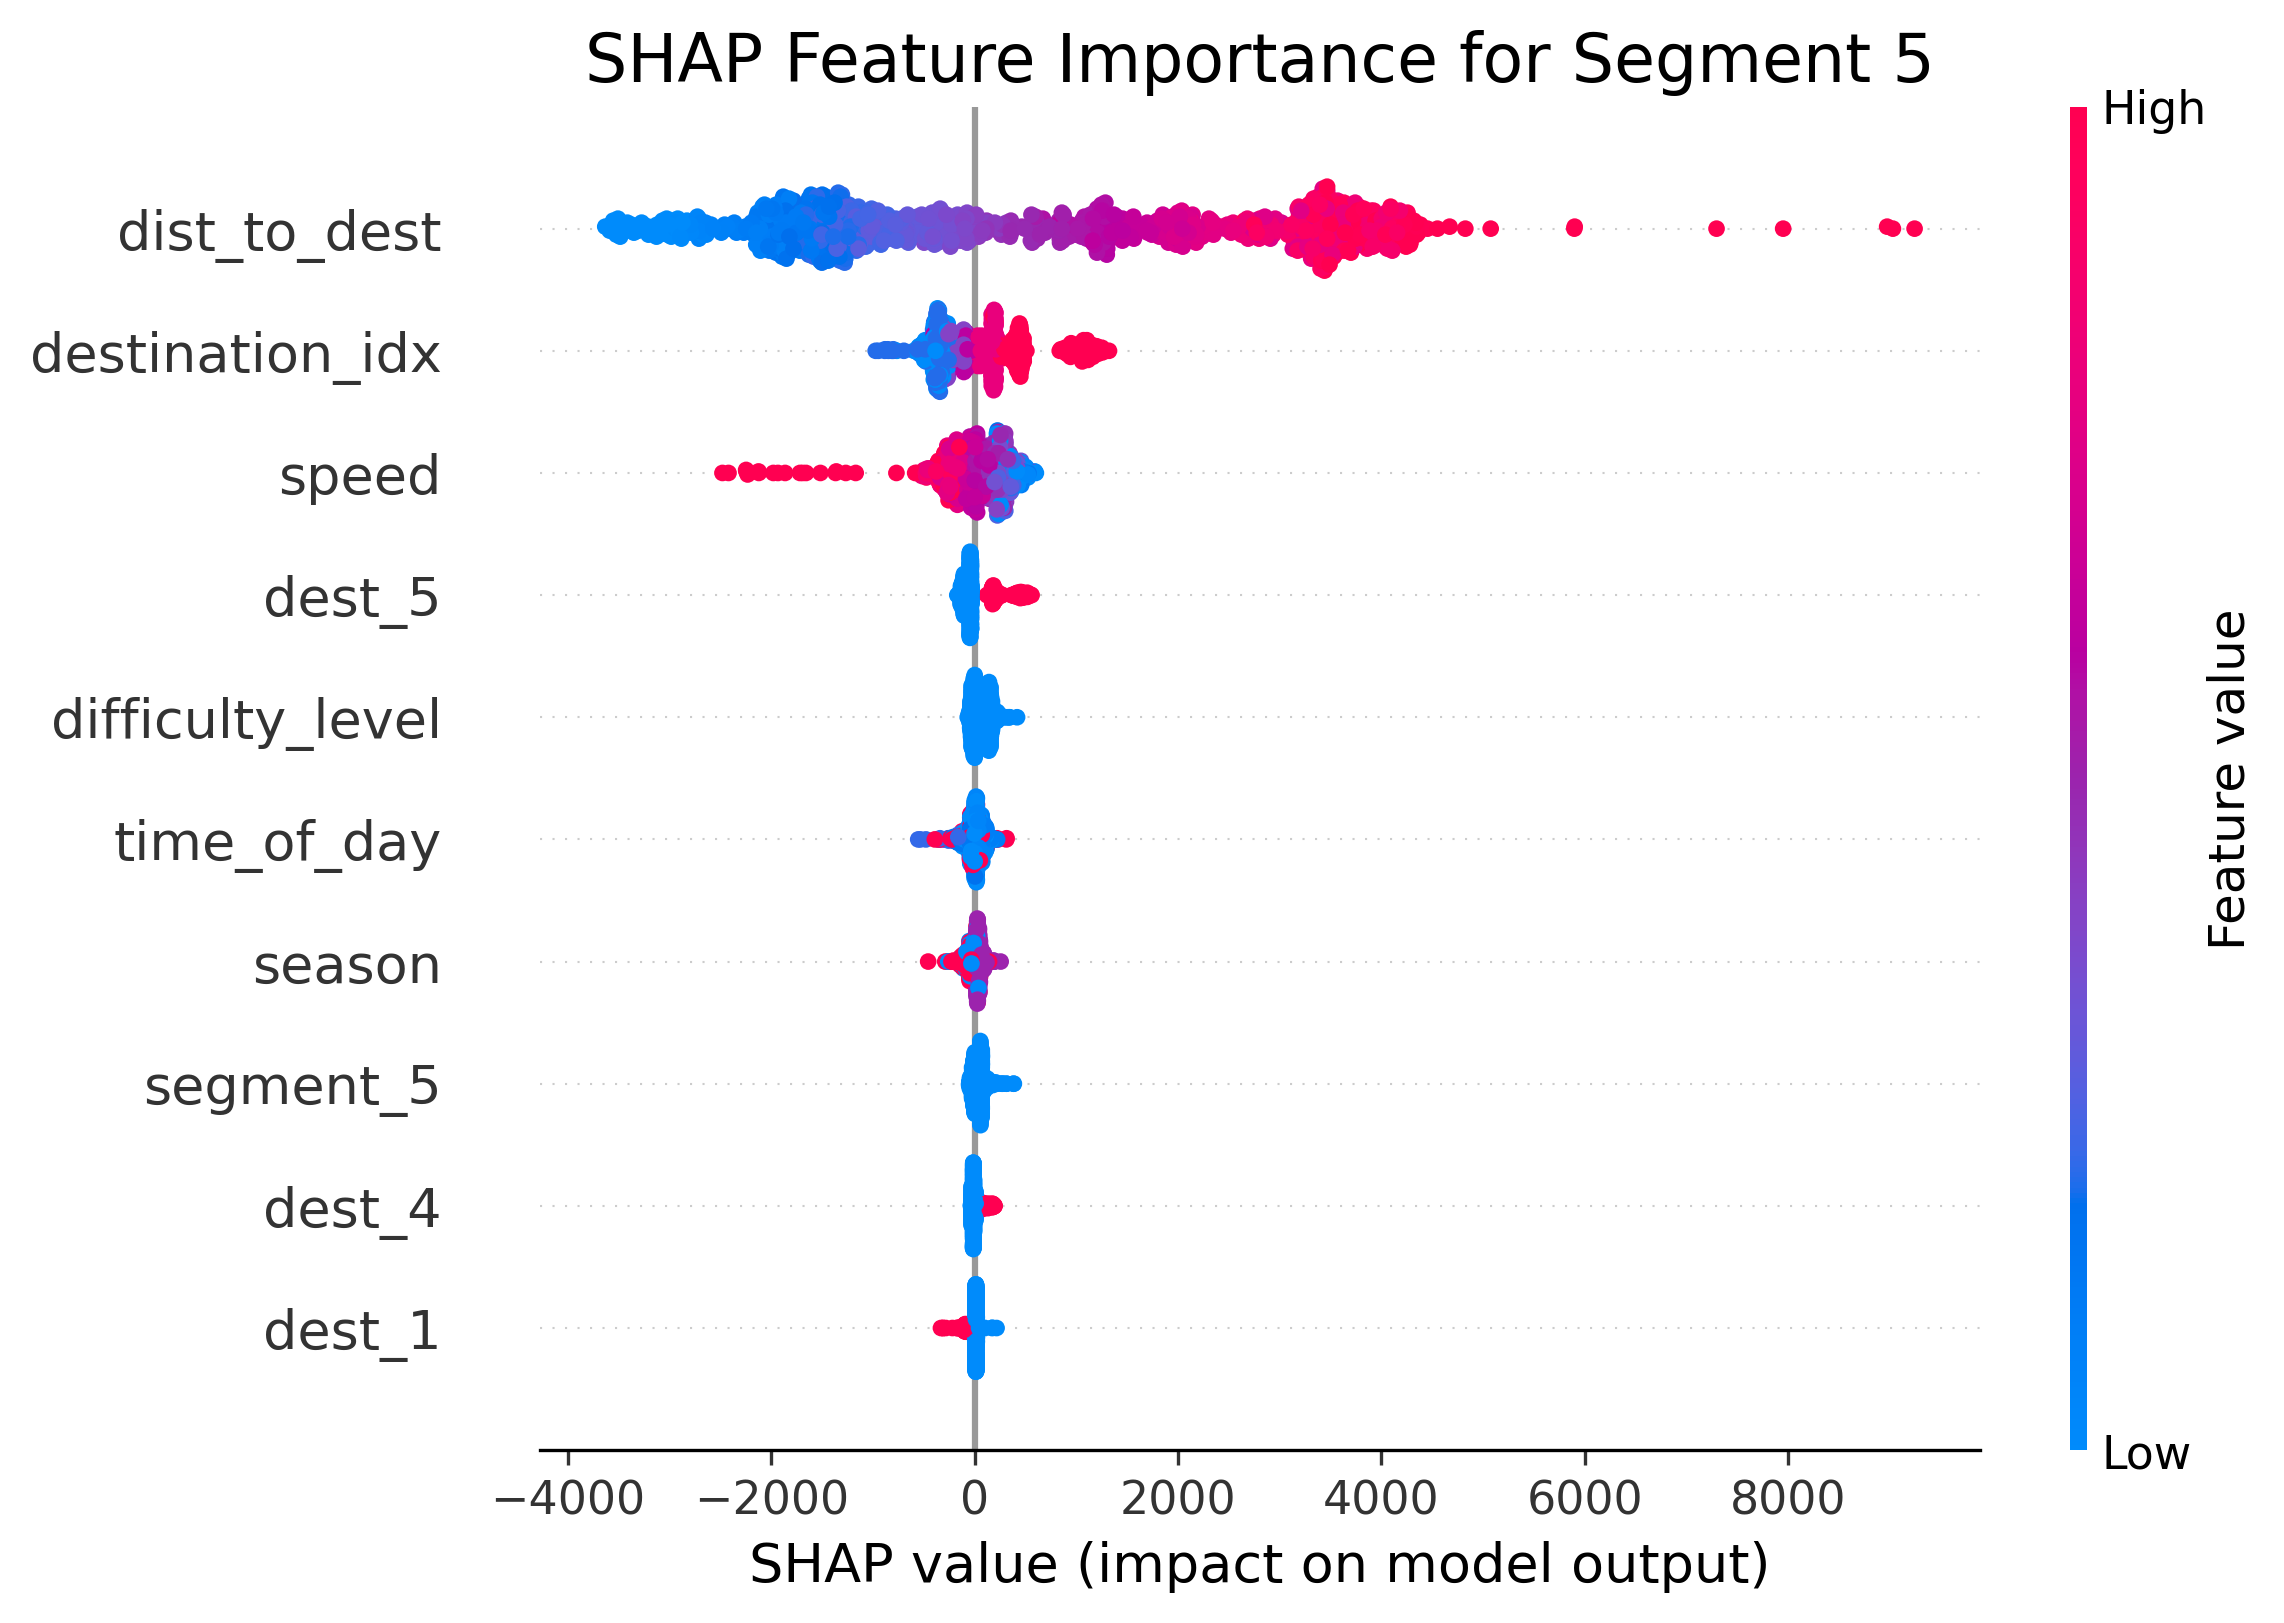 SHAP Feature Importance for Segment 5
High
dist_to_dest
destination_idx
speed
dest_5
difficulty_level
time_of_day
season
segment_5
dest_4
dest_1
Feature value
Low
−4000 −2000 0 2000 4000 6000 8000
SHAP value (impact on model output)